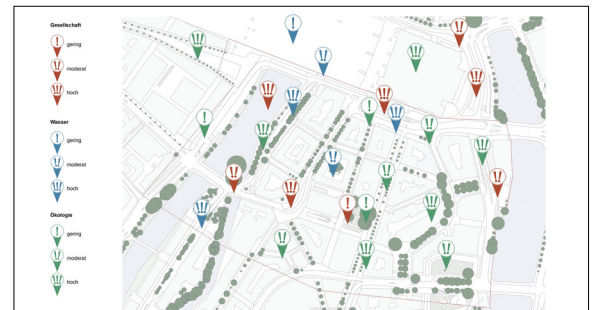 Gesellschaft
! gering
!! moderat
!!! hoch
Wasser
! gering
!! moderat
!!! hoch
Ökologie
! gering
!! moderat
!!! hoch